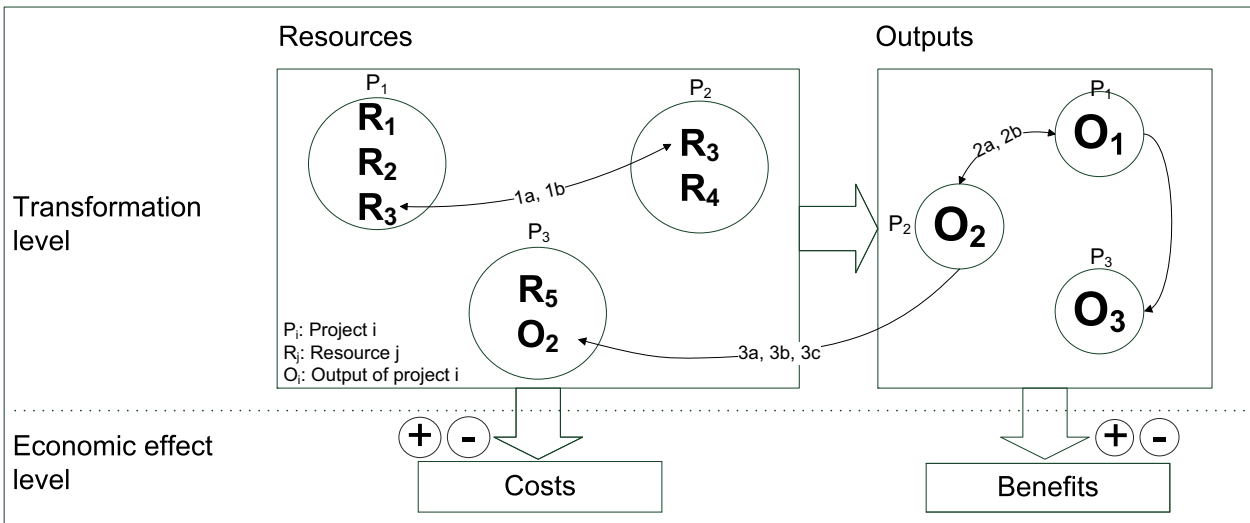 Resources
Outputs
P₁
R₁
R₂
R₃
P₂
R₃
R₄
1a, 1b
P₃
R₅
O₂
Pᵢ: Project i
Rⱼ: Resource j
Oᵢ: Output of project i
P₁
O₁
2a, 2b
P₂
O₂
P₃
O₃
3a, 3b, 3c
Transformation
level
Economic effect
level
+ -
Costs
+ -
Benefits